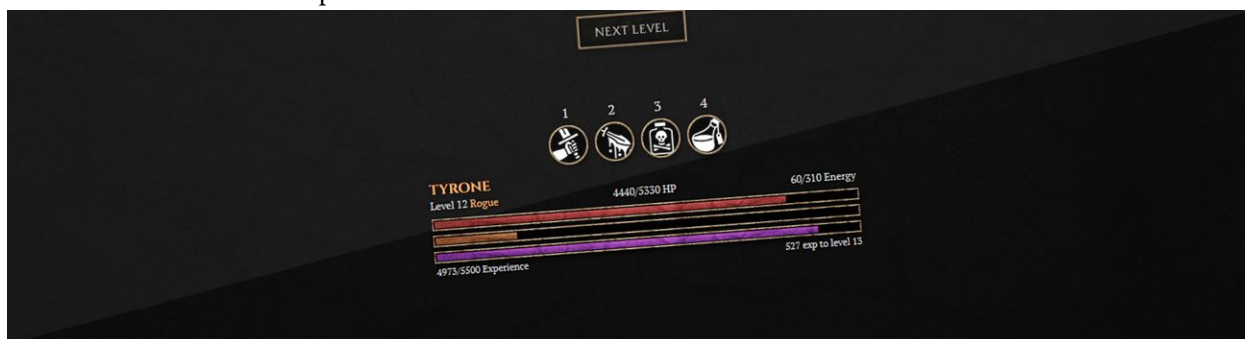 NEXT LEVEL
1 2 3 4
TYRONE
Level 12 Rogue
4440/5330 HP
60/310 Energy
4973/5500 Experience
527 exp to level 13